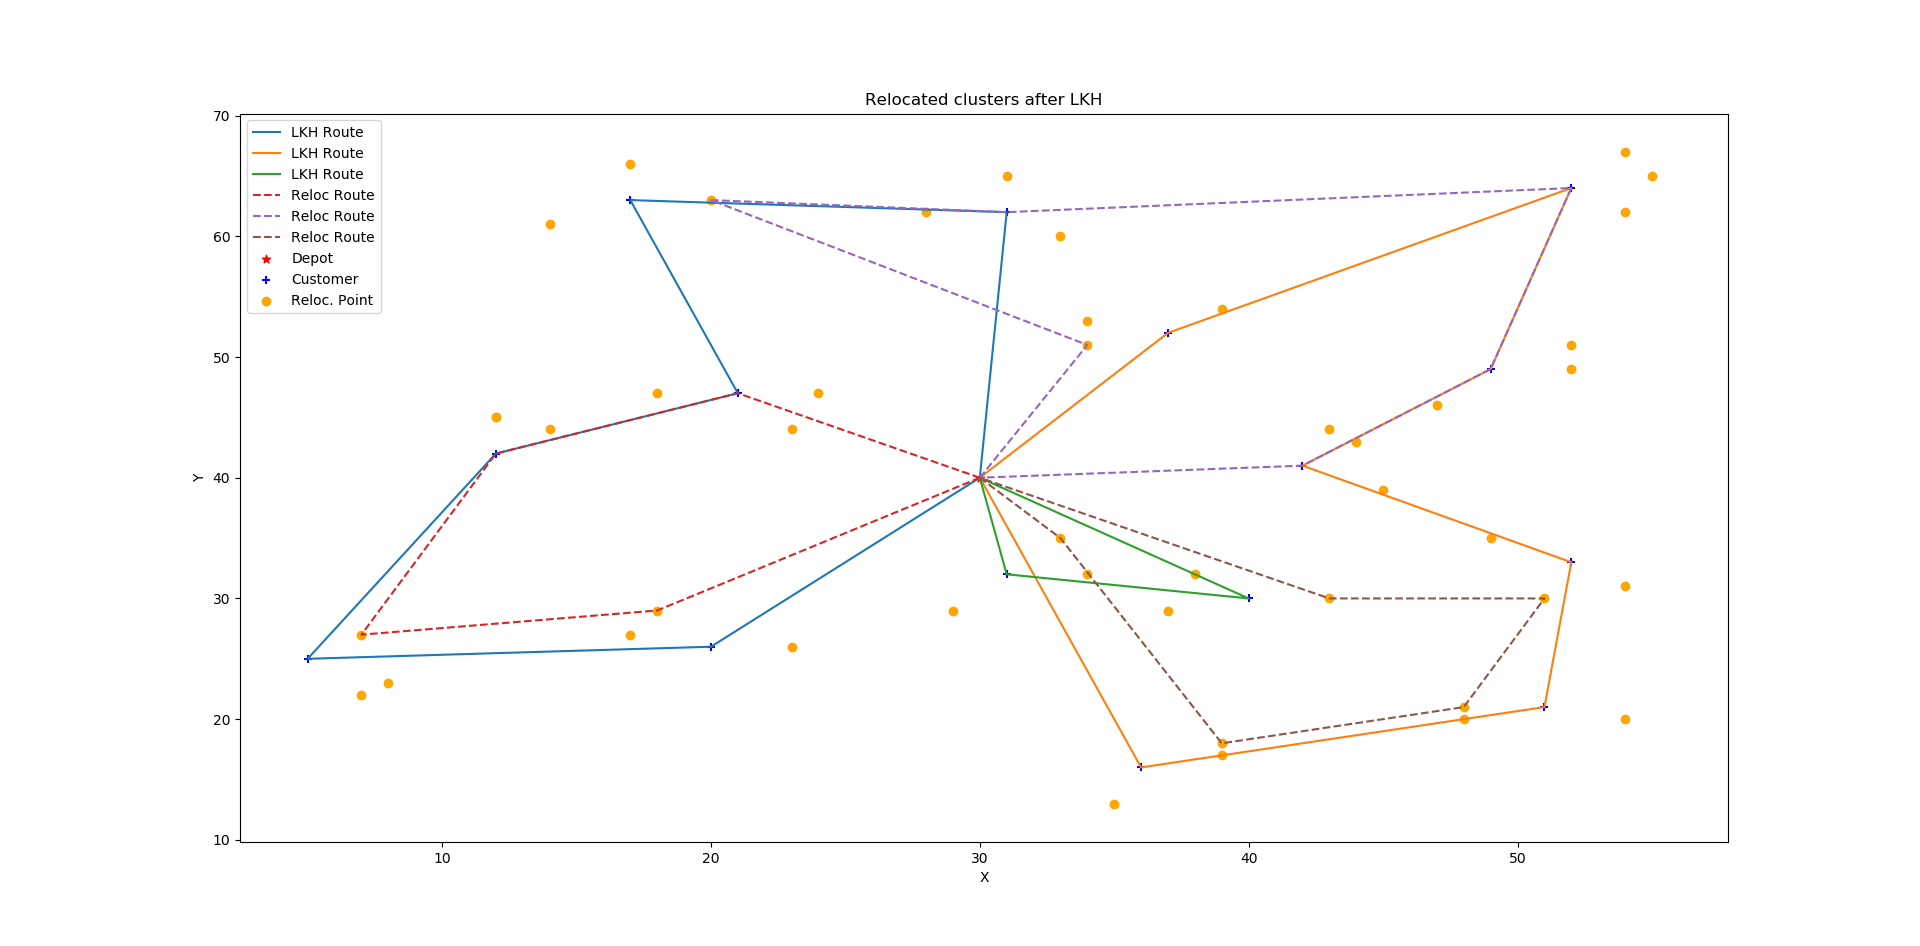 Relocated clusters after LKH
LKH Route
LKH Route
LKH Route
Reloc Route
Reloc Route
Reloc Route
Depot
Customer
Reloc. Point
70
60
50
40
30
20
10
Y
10 20 30 40 50
X